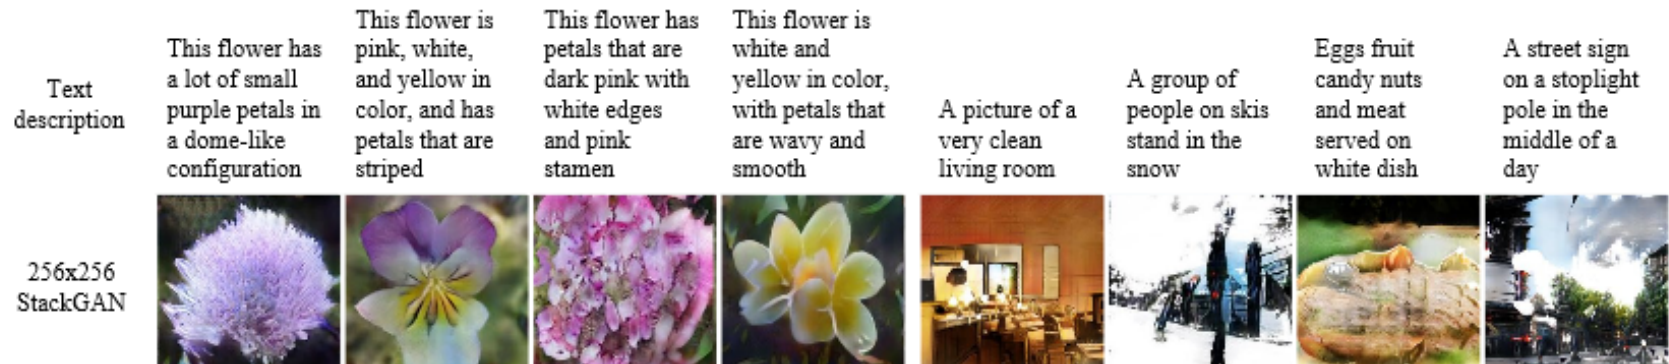 Text
description
This flower has
a lot of small
purple petals in
a dome-like
configuration
This flower is
pink, white,
and yellow in
color, and has
petals that are
striped
This flower has
petals that are
dark pink with
white edges
and pink
stamen
This flower is
white and
yellow in color,
with petals that
are wavy and
smooth
A picture of a
very clean
living room
A group of
people on skis
stand in the
snow
Eggs fruit
candy nuts
and meat
served on
white dish
A street sign
on a stoplight
pole in the
middle of a
day
256x256
StackGAN